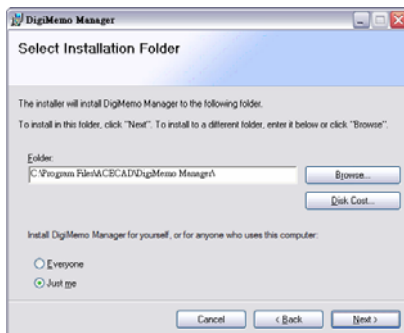 DigiMemo Manager
Select Installation Folder
The installer will install DigiMemo Manager to the following folder.
To install in this folder, click "Next". To install to a different folder, enter it below or click "Browse".
Folder:
C:\Program Files\ACECAD\DigiMemo Manager\
Browse...
Disk Cost...
Install DigiMemo Manager for yourself, or for anyone who uses this computer:
Everyone
Just me
Cancel
< Back
Next >